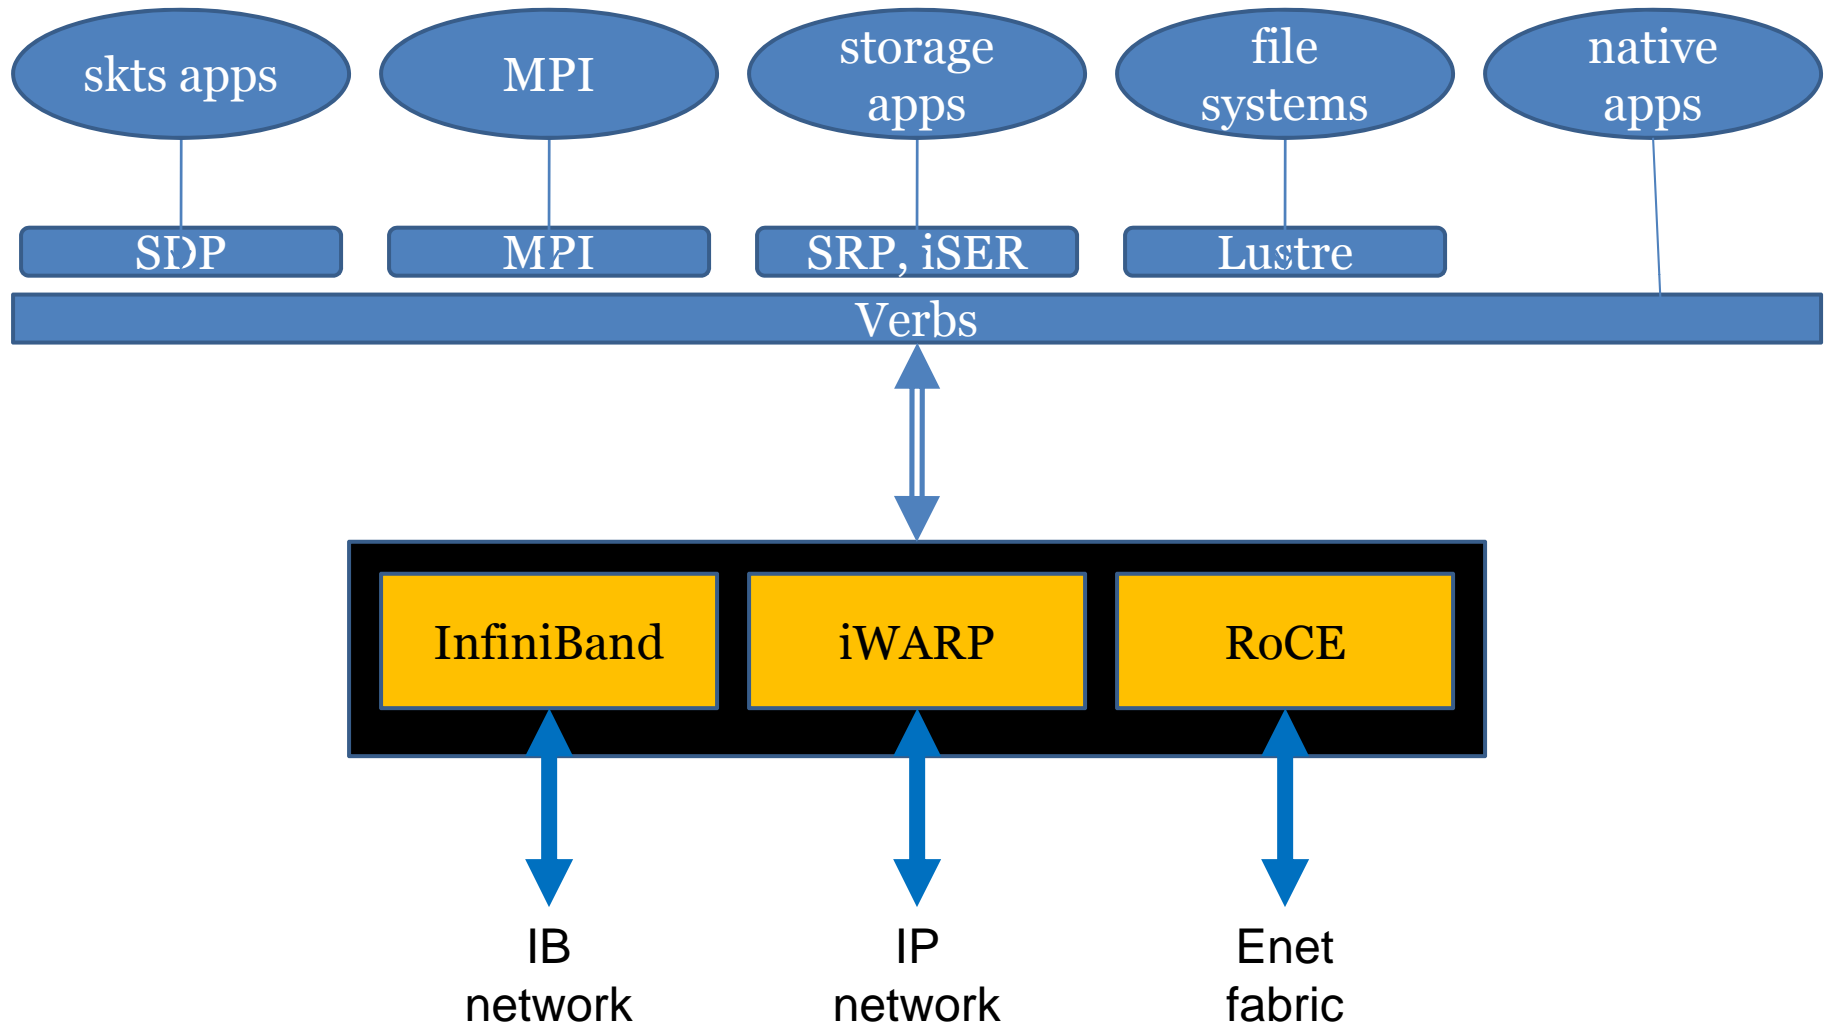 skts apps
MPI
storage
apps
file
systems
native
apps
SDP
MPI
SRP, iSER
Lustre
Verbs
InfiniBand
iWARP
RoCE
IB
network
IP
network
Enet
fabric